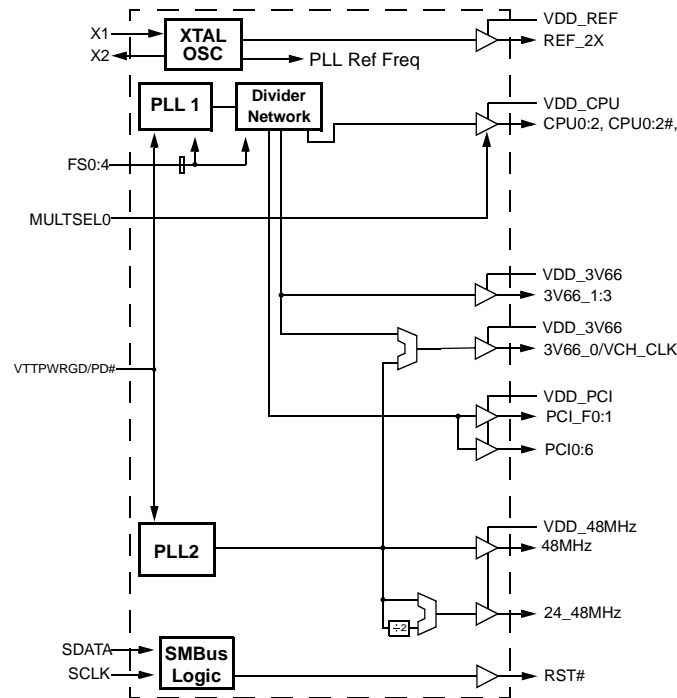 X1
X2
XTAL
OSC
VDD_REF
REF_2X
PLL Ref Freq
PLL 1
Divider
Network
VDD_CPU
CPU0:2, CPU0:2#,
FS0:4
MULTSEL0
VDD_3V66
3V66_1:3
VDD_3V66
3V66_0/VCH_CLK
VTTPWRGD/PD#
VDD_PCI
PCI_F0:1
PCI0:6
PLL2
VDD_48MHz
48MHz
24_48MHz
÷2
SDATA
SCLK
SMBus
Logic
RST#